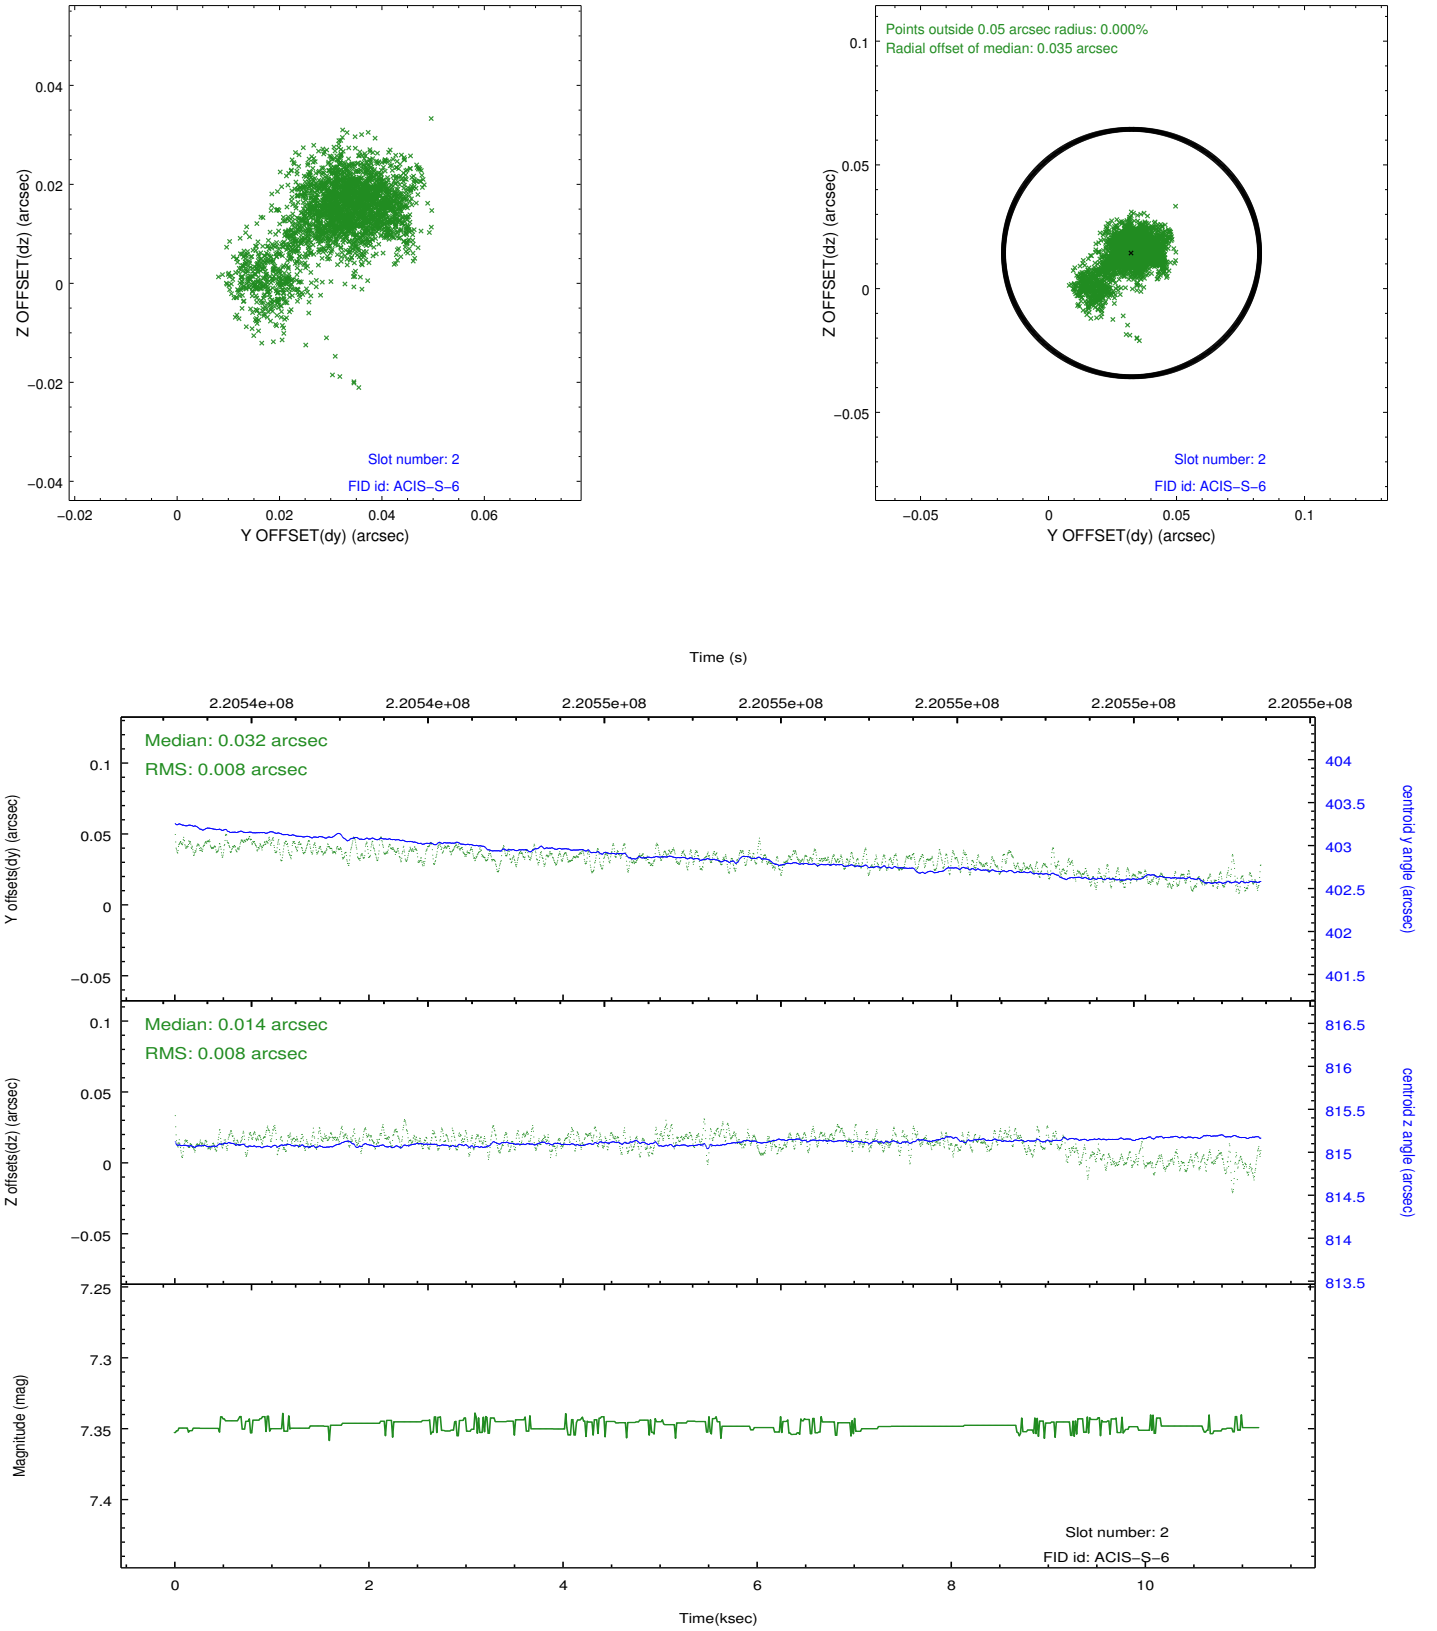 0.04
0.02
0
−0.02
−0.04
Z OFFSET(dz) (arcsec)
Slot number: 2
FID id: ACIS−S−6
−0.02
0
0.02
0.04
0.06
Y OFFSET(dy) (arcsec)
Points outside 0.05 arcsec radius: 0.000%
Radial offset of median: 0.035 arcsec
0.1
0.05
0
−0.05
Z OFFSET(dz) (arcsec)
Slot number: 2
FID id: ACIS−S−6
−0.05
0
0.05
0.1
Y OFFSET(dy) (arcsec)
Time (s)
2.2054e+08
2.2054e+08
2.2055e+08
2.2055e+08
2.2055e+08
2.2055e+08
2.2055e+08
Median: 0.032 arcsec
RMS: 0.008 arcsec
0.1
0.05
0
−0.05
Y offsets(dy) (arcsec)
404
403.5
403
402.5
402
401.5
centroid y angle (arcsec)
Median: 0.014 arcsec
RMS: 0.008 arcsec
0.1
0.05
0
−0.05
Z offsets(dz) (arcsec)
816.5
816
815.5
815
814.5
814
813.5
centroid z angle (arcsec)
7.25
7.3
7.35
7.4
Magnitude (mag)
Slot number: 2
FID id: ACIS−S−6
0
2
4
6
8
10
Time(ksec)